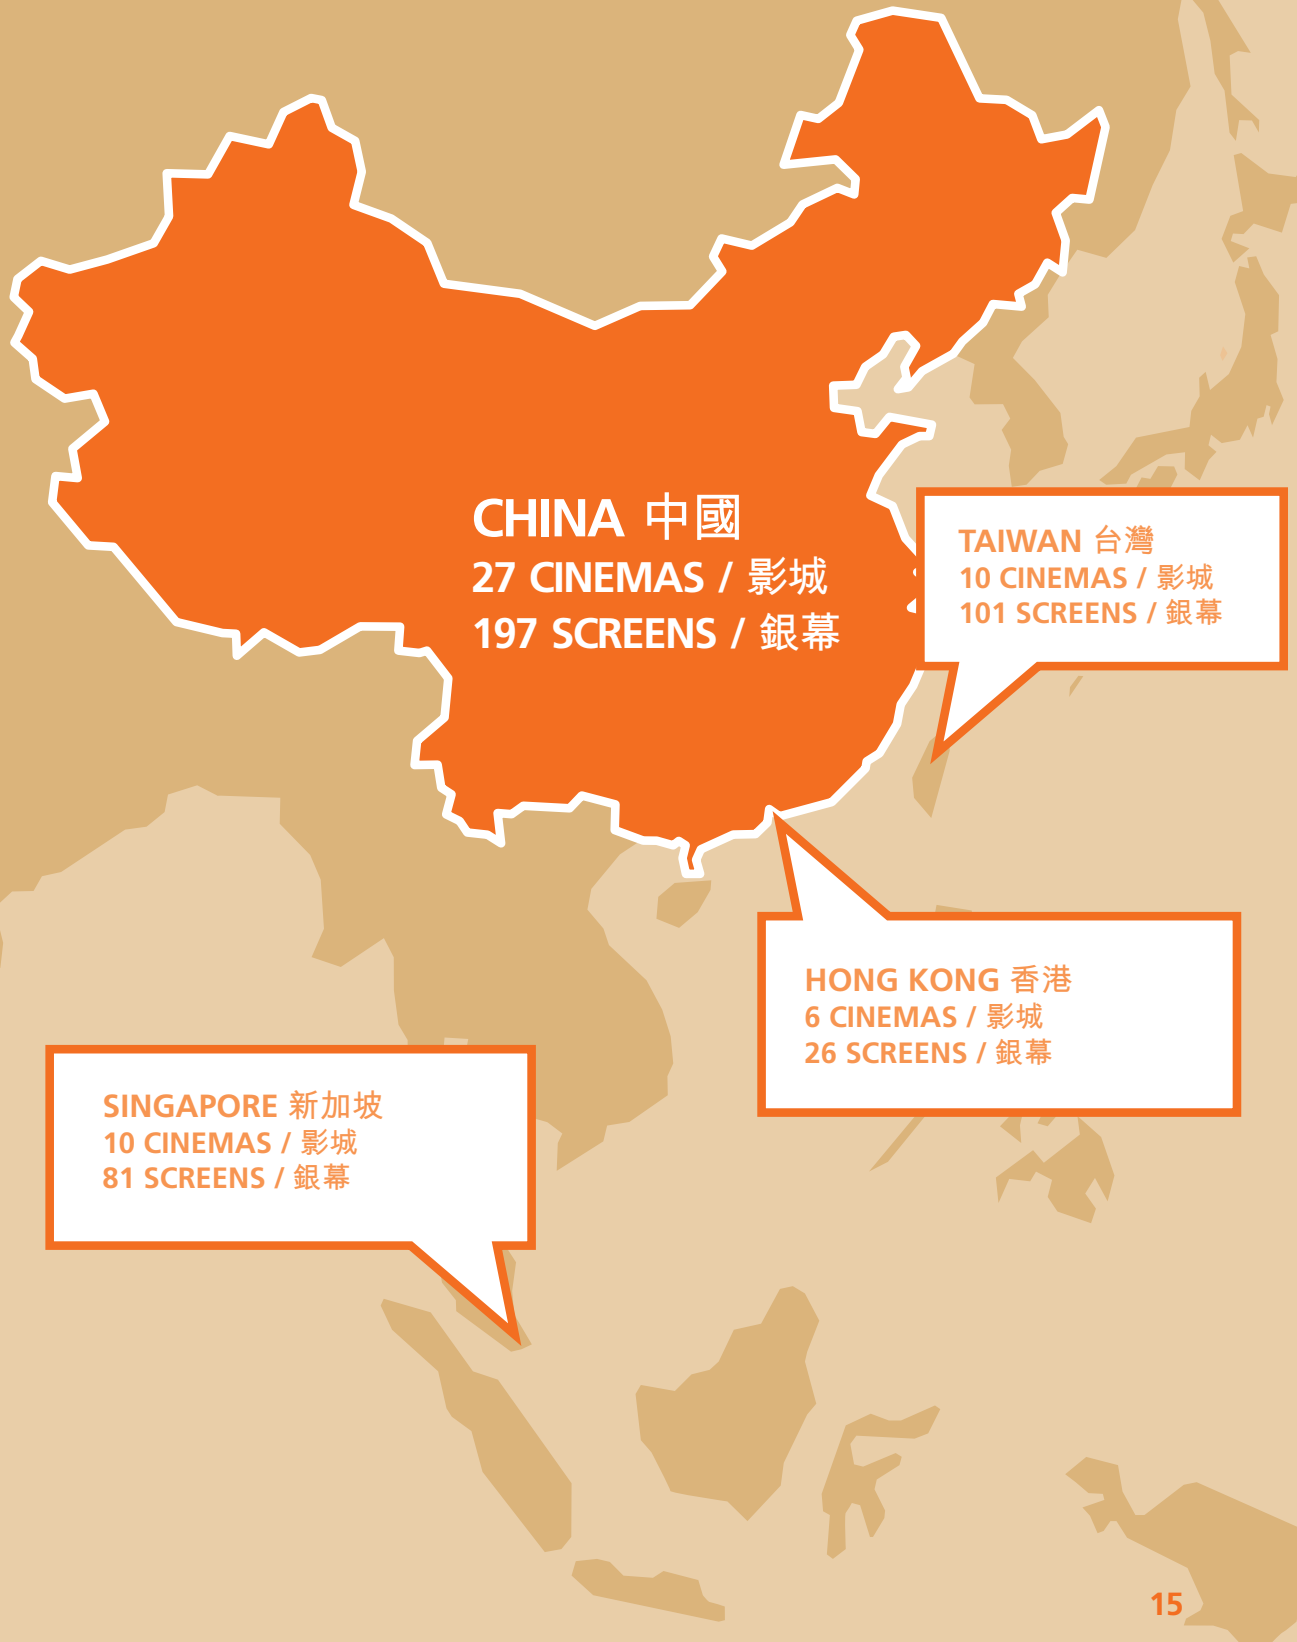 CHINA 中國
27 CINEMAS / 影城
197 SCREENS / 銀幕
TAIWAN 台灣
10 CINEMAS / 影城
101 SCREENS / 銀幕
HONG KONG 香港
6 CINEMAS / 影城
26 SCREENS / 銀幕
SINGAPORE 新加坡
10 CINEMAS / 影城
81 SCREENS / 銀幕
15